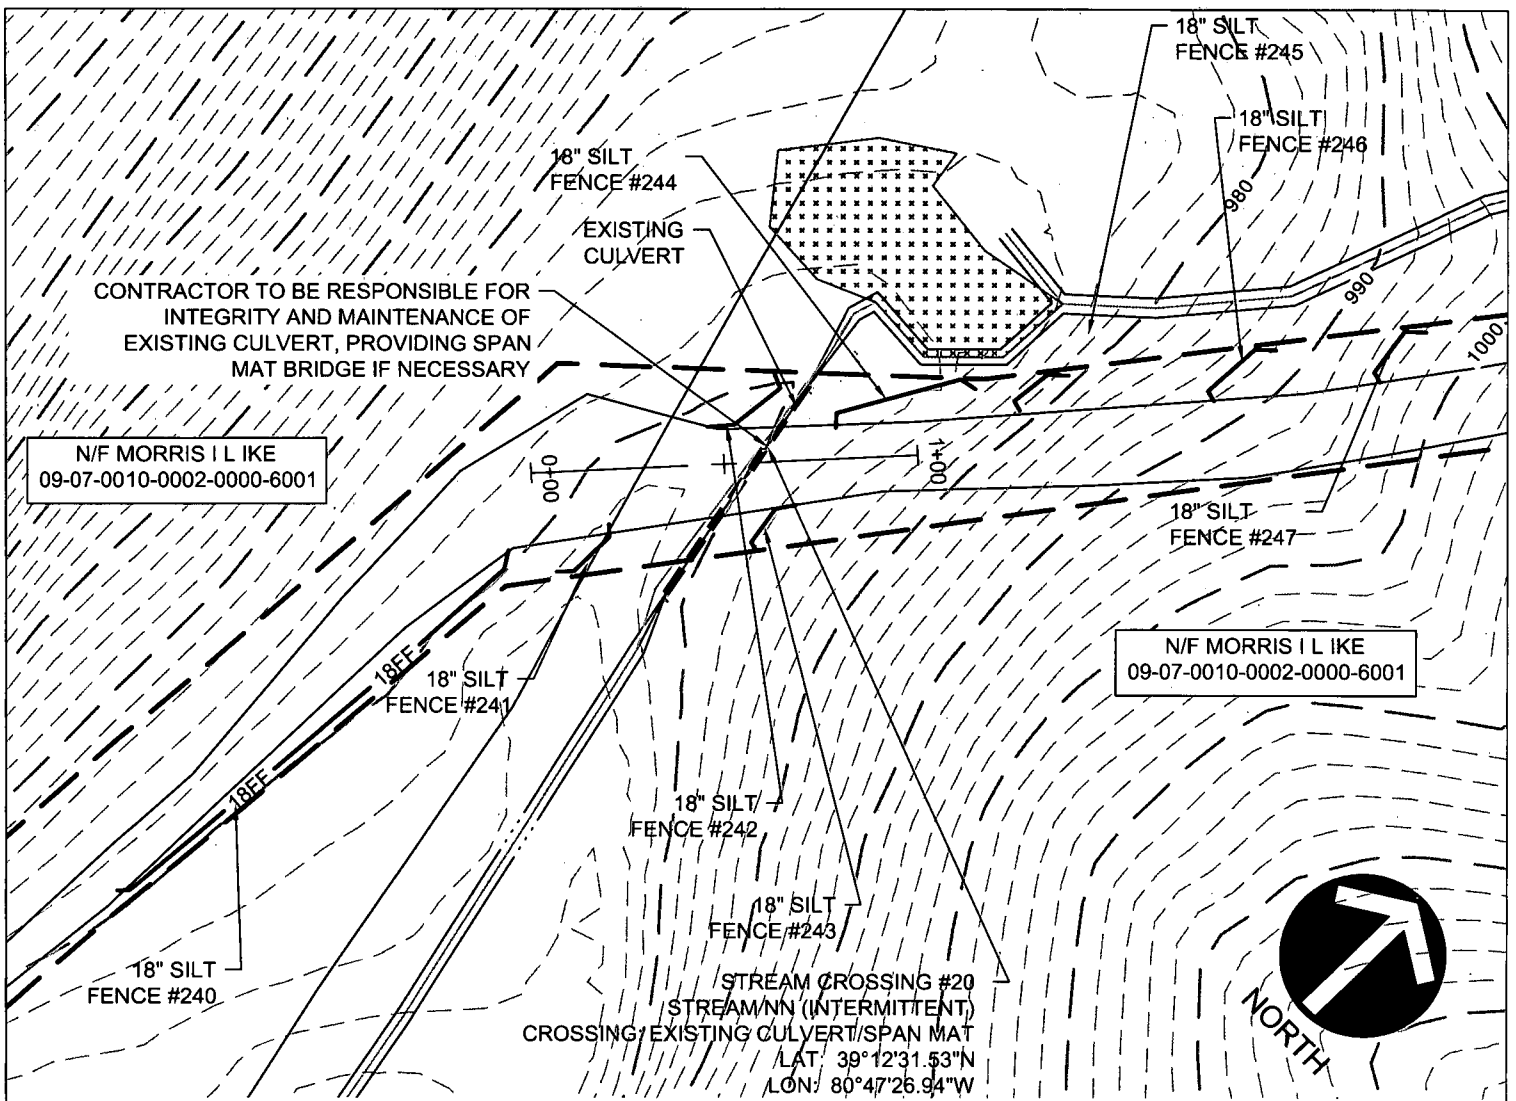 18" SILT
FENCE #245
18" SILT
FENCE #246
18" SILT
FENCE #244
980
EXISTING
CULVERT
CONTRACTOR TO BE RESPONSIBLE FOR
INTEGRITY AND MAINTENANCE OF
EXISTING CULVERT, PROVIDING SPAN
MAT BRIDGE IF NECESSARY
990
1000
N/F MORRIS I L IKE
09-07-0010-0002-0000-6001
0+00
1+00
18" SILT
FENCE #247
18FF
18" SILT
FENCE #241
N/F MORRIS I L IKE
09-07-0010-0002-0000-6001
18FF
18" SILT
FENCE #242
18" SILT
FENCE #243
18" SILT
FENCE #240
STREAM CROSSING #20
STREAM NN (INTERMITTENT)
CROSSING: EXISTING CULVERT/SPAN MAT
LAT: 39°12'31.53"N
LON: 80°47'26.94"W
NORTH